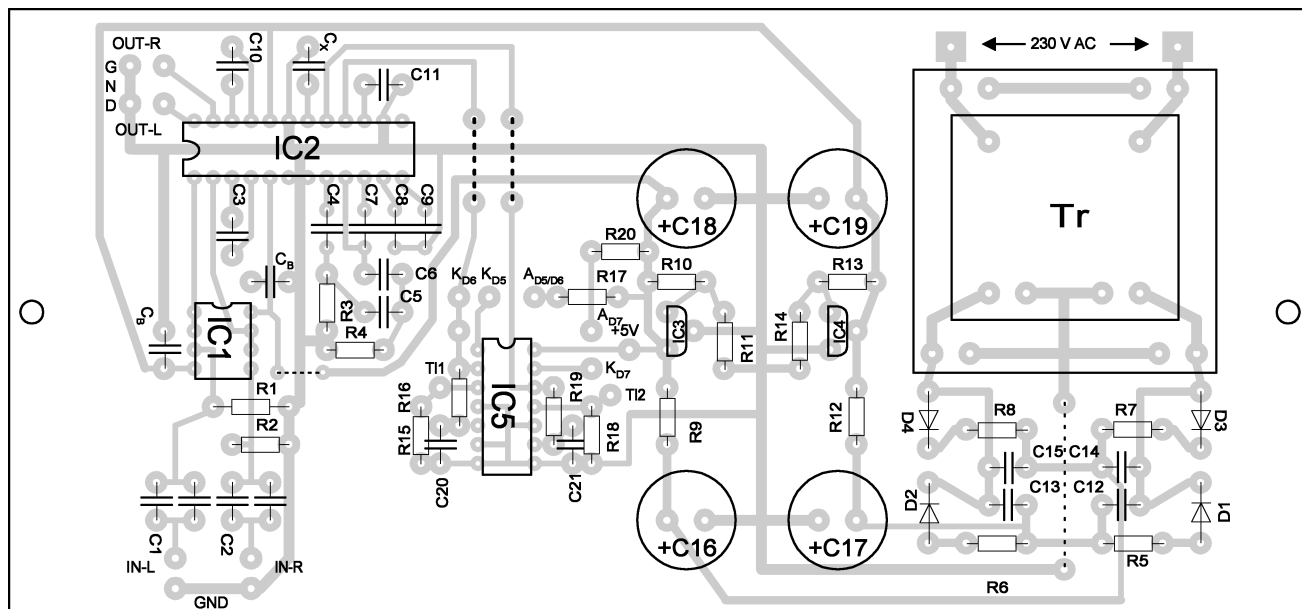 230 V AC
OUT-R
G
N
D
OUT-L
C10
CX
C11
IC2
C3
C4
C7
C8
C9
CB
C6
C5
R3
R4
CB
IC1
R1
R2
C1
C2
IN-L
IN-R
GND
KD6
KD5
AD5/D6
R20
R17
AD7
+5V
KD7
TI1
TI2
R16
R15
C20
IC5
R19
R18
C21
+C18
+C19
R10
R13
IC3
IC4
R11
R14
R9
R12
+C16
+C17
Tr
D4
D3
R8
R7
C15
C14
C13
C12
D2
D1
R6
R5